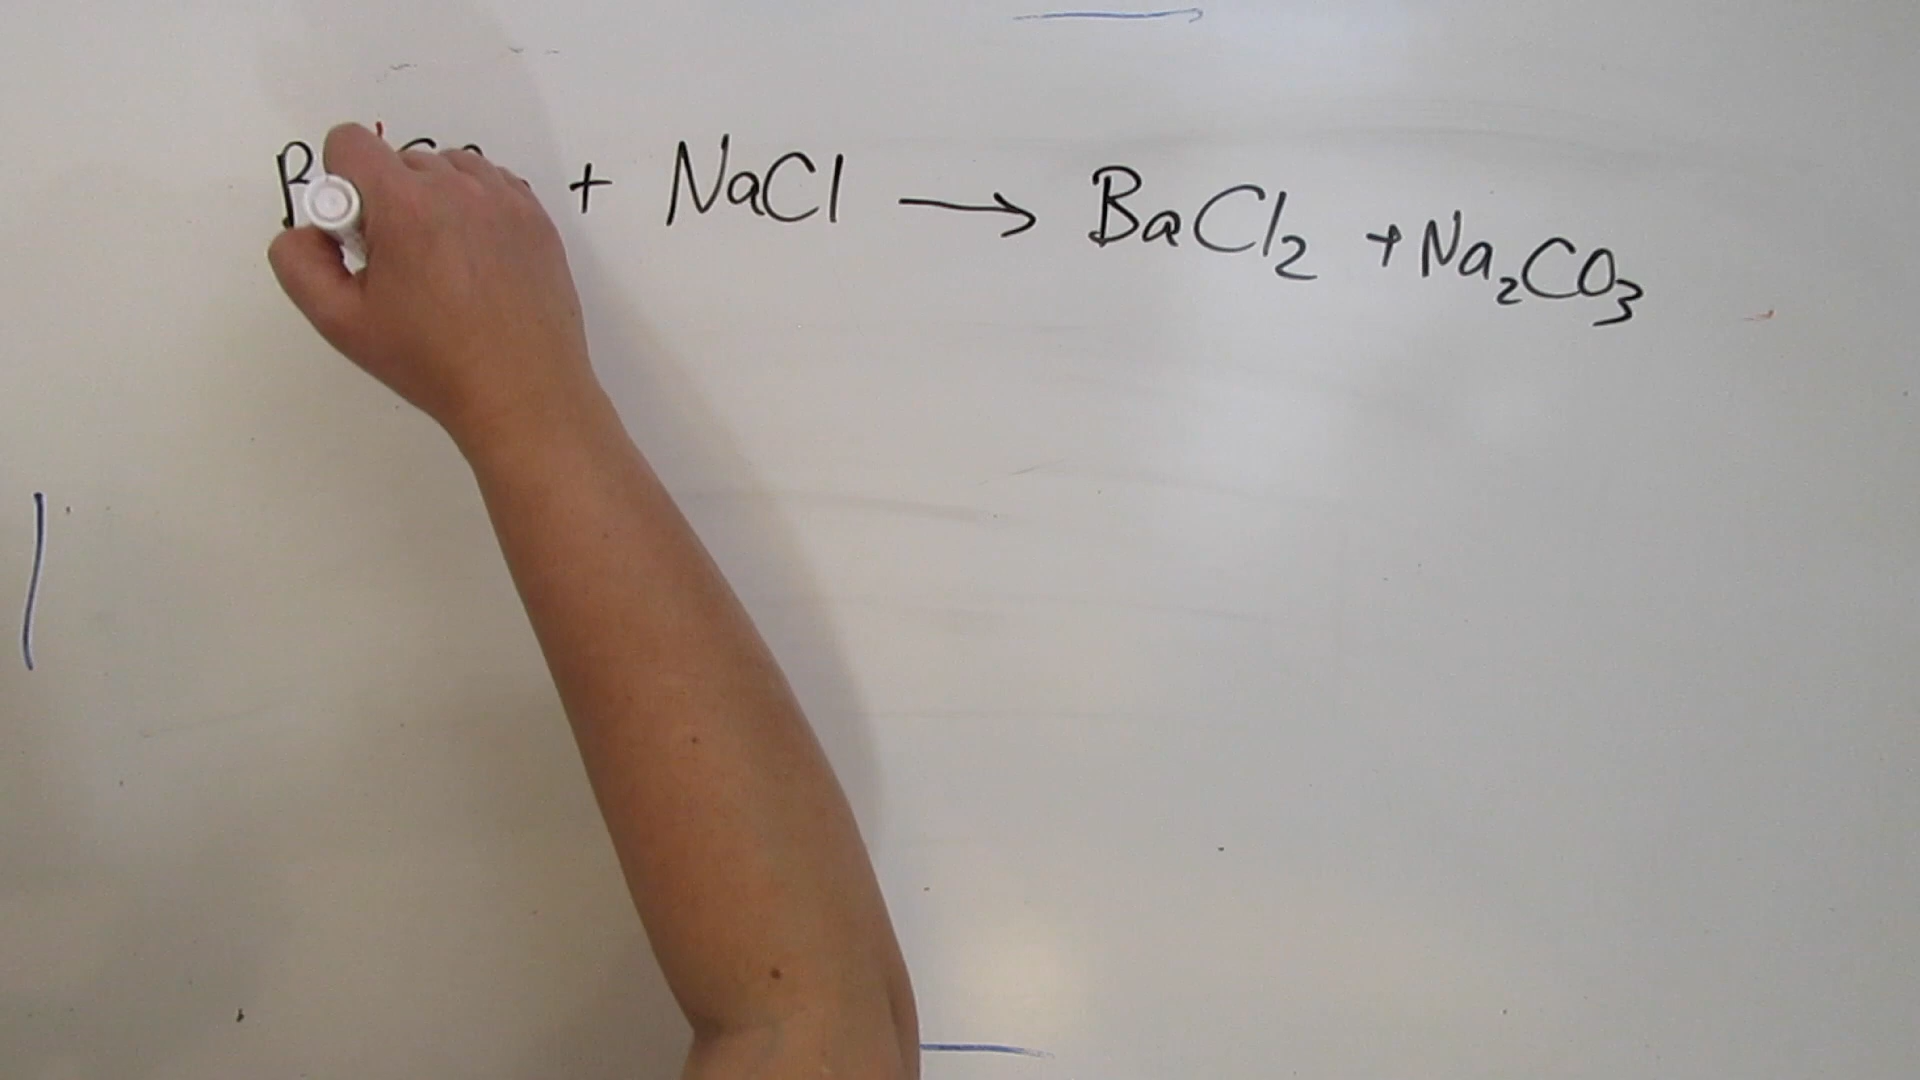 + NaCl → BaCl₂ + Na₂CO₃